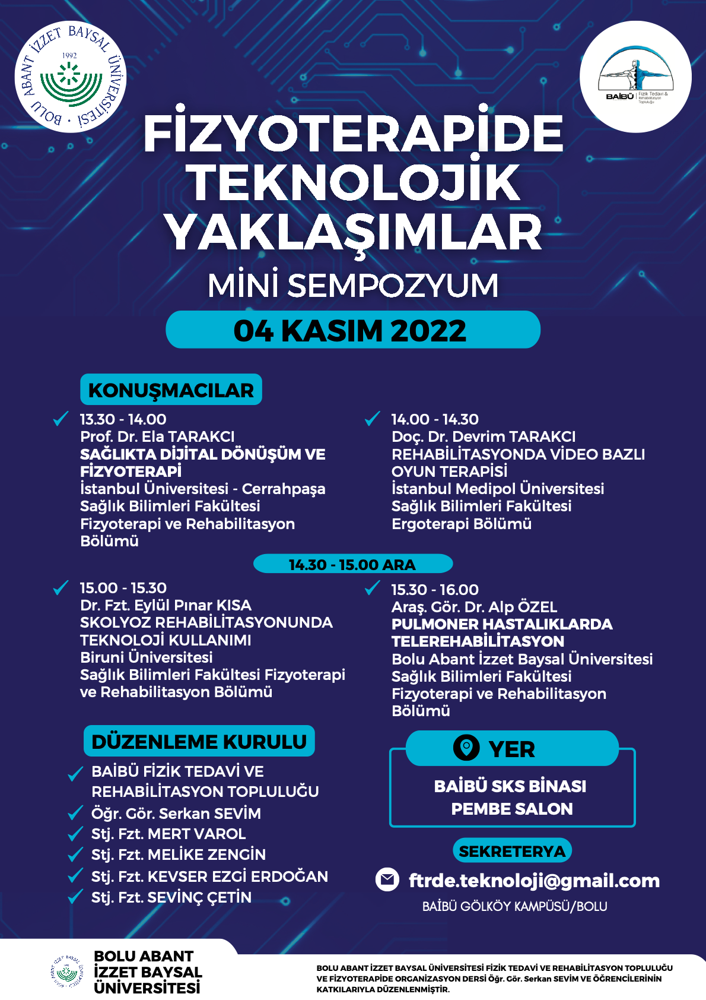 BOLU ABANT İZZET BAYSAL ÜNİVERSİTESİ
1992
BAİBÜ
Fizik Tedavi &
Rehabilitasyon
Topluluğu
FİZYOTERAPİDE
TEKNOLOJİK
YAKLAŞIMLAR
MİNİ SEMPOZYUM
04 KASIM 2022
KONUŞMACILAR
13.30 - 14.00
Prof. Dr. Ela TARAKCI
SAĞLIKTA DİJİTAL DÖNÜŞÜM VE
FİZYOTERAPİ
İstanbul Üniversitesi - Cerrahpaşa
Sağlık Bilimleri Fakültesi
Fizyoterapi ve Rehabilitasyon
Bölümü
14.00 - 14.30
Doç. Dr. Devrim TARAKCI
REHABİLİTASYONDA VİDEO BAZLI
OYUN TERAPİSİ
İstanbul Medipol Üniversitesi
Sağlık Bilimleri Fakültesi
Ergoterapi Bölümü
14.30 - 15.00 ARA
15.00 - 15.30
Dr. Fzt. Eylül Pınar KISA
SKOLYOZ REHABİLİTASYONUNDA
TEKNOLOJİ KULLANIMI
Biruni Üniversitesi
Sağlık Bilimleri Fakültesi Fizyoterapi
ve Rehabilitasyon Bölümü
15.30 - 16.00
Araş. Gör. Dr. Alp ÖZEL
PULMONER HASTALIKLARDA
TELEREHABİLİTASYON
Bolu Abant İzzet Baysal Üniversitesi
Sağlık Bilimleri Fakültesi
Fizyoterapi ve Rehabilitasyon
Bölümü
DÜZENLEME KURULU
BAİBÜ FİZİK TEDAVİ VE
REHABİLİTASYON TOPLULUĞU
Öğr. Gör. Serkan SEVİM
Stj. Fzt. MERT VAROL
Stj. Fzt. MELİKE ZENGİN
Stj. Fzt. KEVSER EZGİ ERDOĞAN
Stj. Fzt. SEVİNÇ ÇETİN
YER
BAİBÜ SKS BİNASI
PEMBE SALON
SEKRETERYA
ftrde.teknoloji@gmail.com
BAİBÜ GÖLKÖY KAMPÜSÜ/BOLU
BOLU ABANT İZZET BAYSAL ÜNİVERSİTESİ
1992
BOLU ABANT
İZZET BAYSAL
ÜNİVERSİTESİ
BOLU ABANT İZZET BAYSAL ÜNİVERSİTESİ FİZİK TEDAVİ VE REHABİLİTASYON TOPLULUĞU
VE FİZYOTERAPİDE ORGANİZASYON DERSİ Öğr. Gör. Serkan SEVİM VE ÖĞRENCİLERİNİN
KATKILARIYLA DÜZENLENMİŞTİR.